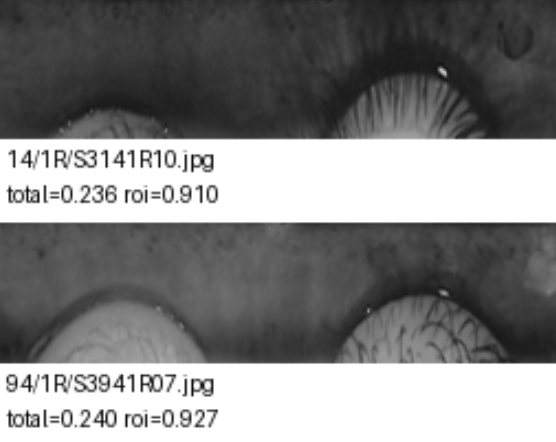 14/1R/S3141R10.jpg
total=0.236 roi=0.910
94/1R/S3941R07.jpg
total=0.240 roi=0.927